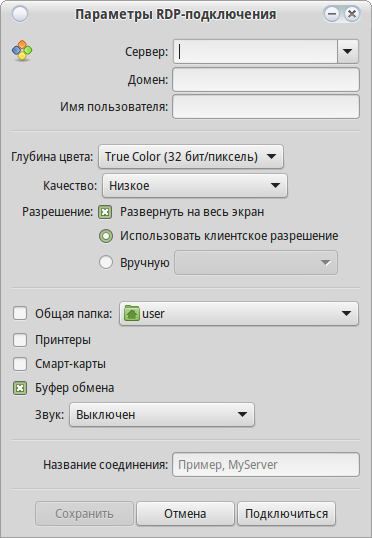 Параметры RDP-подключения
Сервер:
Домен:
Имя пользователя:
Глубина цвета: True Color (32 бит/пиксель)
Качество: Низкое
Разрешение: Развернуть на весь экран
Использовать клиентское разрешение
Вручную
Общая папка: user
Принтеры
Смарт-карты
Буфер обмена
Звук: Выключен
Название соединения: Пример, MyServer
Сохранить Отмена Подключиться